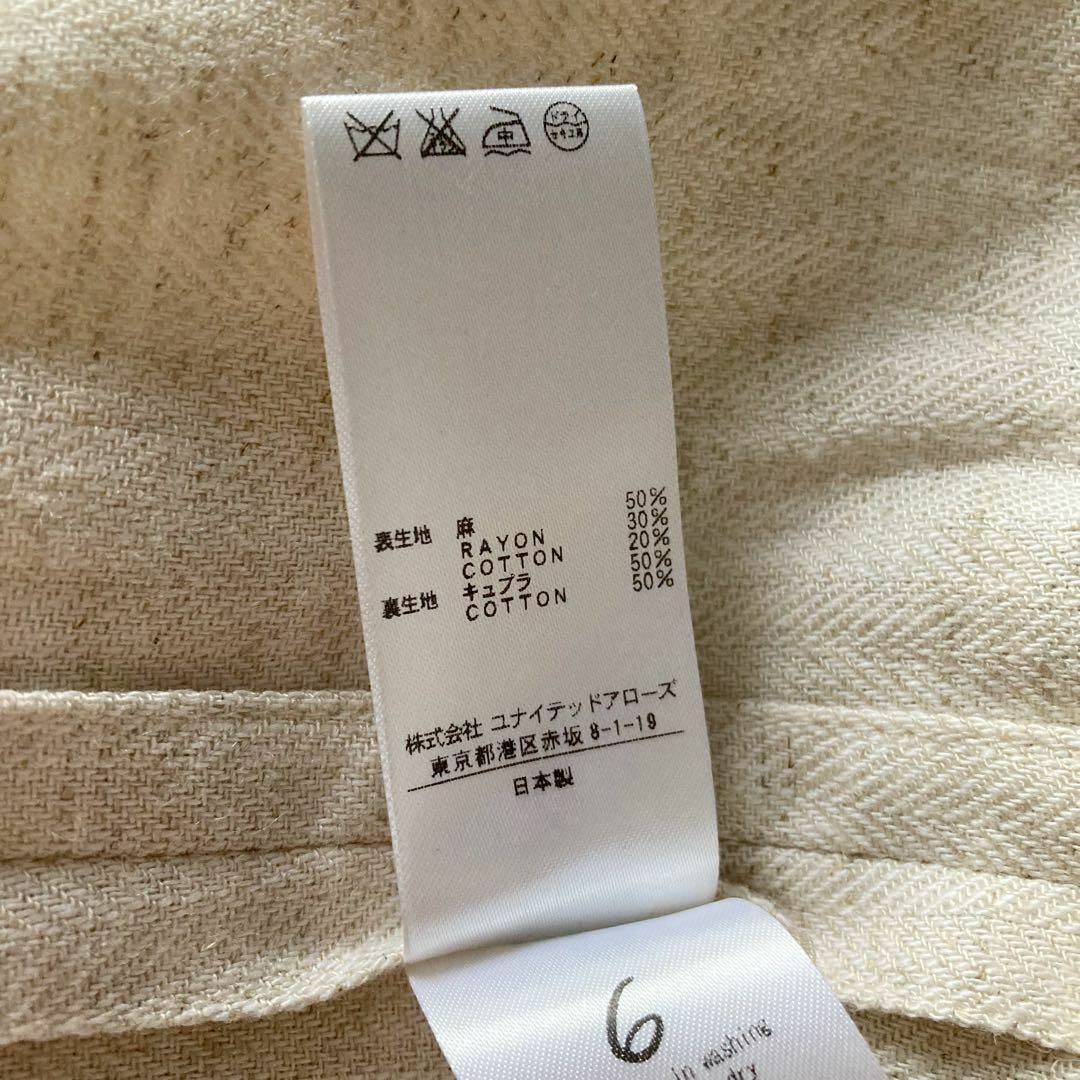 中 ドライ セキユ系
表生地 麻 50%
RAYON 30%
COTTON 20%
裏生地 キュプラ 50%
COTTON 50%
株式会社 ユナイテッドアローズ
東京都港区赤坂 8-1-19
日本製
6
in washing
dry